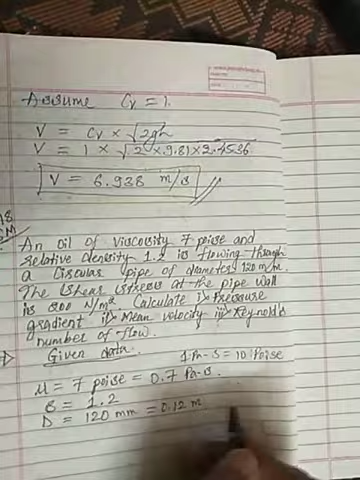 Assume Cv = 1.
V = Cv × √2gh
V = 1 × √2 × 9.81 × 2.4536
V = 6.938 m/s
An oil of viscosity 7 poise and
relative density 1.2 is flowing through
a Circular pipe of diameter 120 m/m.
The Shear stress at the pipe wall
is 200 N/m². Calculate i> Pressure
gradient ii> Mean velocity iii> Reynold's
number of flow.
Given data.
1 Pa-S = 10 Poise
μ = 7 poise = 0.7 Pa-S.
S = 1.2
D = 120 mm = 0.12 m